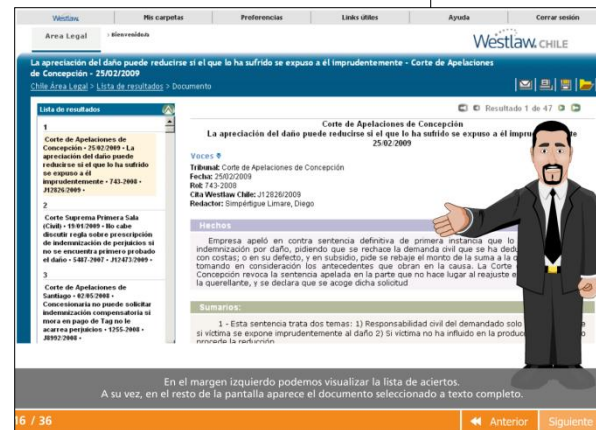 Westlaw.
Mis carpetas
Preferencias
Links útiles
Ayuda
Cerrar sesión
Area Legal
Bienvenido/a
Westlaw. CHILE
La apreciación del daño puede reducirse si el que lo ha sufrido se expuso a él imprudentemente - Corte de Apelaciones
de Concepción - 25/02/2009
Chile Área Legal > Lista de resultados > Documento
Lista de resultados
Resultado 1 de 47
1
Corte de Apelaciones de
Concepción • 25/02/2009 • La
apreciación del daño puede
reducirse si el que lo ha sufrido
se expuso a él
imprudentemente • 743-2008 •
J12826/2009 •
2
Corte Suprema Primera Sala
(Civil) • 19/01/2009 • No cabe
discutir regla sobre prescripción
de indemnización de perjuicios si
no se encuentra primero probado
el daño • 5487-2007 • J12473/2009 •
3
Corte de Apelaciones de
Santiago • 02/05/2008 •
Concesionaria no puede solicitar
indemnización compensatoria si
mora en pago de Tag no le
acarrea perjuicios • 1255-2008 •
J8992/2008 •
Corte de Apelaciones de Concepción
La apreciación del daño puede reducirse si el que lo ha sufrido se expuso a él
25/02/2009
Voces
Tribunal: Corte de Apelaciones de Concepción
Fecha: 25/02/2009
Rol: 743-2008
Cita Westlaw Chile: J12826/2009
Redactor: Simpértigue Limare, Diego
Hechos
Empresa apeló en contra sentencia definitiva de primera instancia que lo
indemnización por daño, pidiendo que se rechace la demanda civil que se ha
con costas; o en su defecto, y en subsidio, pide se rebaje el monto de la suma a la
tomando en consideración los antecedentes que obran en la causa. La Corte
Concepción revoca la sentencia apelada en la parte que no hace lugar al reajuste e
la querellante, y se declara que se acoge dicha solicitud
Sumarios:
1 - Esta sentencia trata dos temas: 1) Responsabilidad civil del demandado solo
si víctima se expone imprudentemente al daño 2) Si víctima no ha influido en la
procede la reducción
En el margen izquierdo podemos visualizar la lista de aciertos.
A su vez, en el resto de la pantalla aparece el documento seleccionado a texto completo.
16 / 36
Anterior
Siguiente